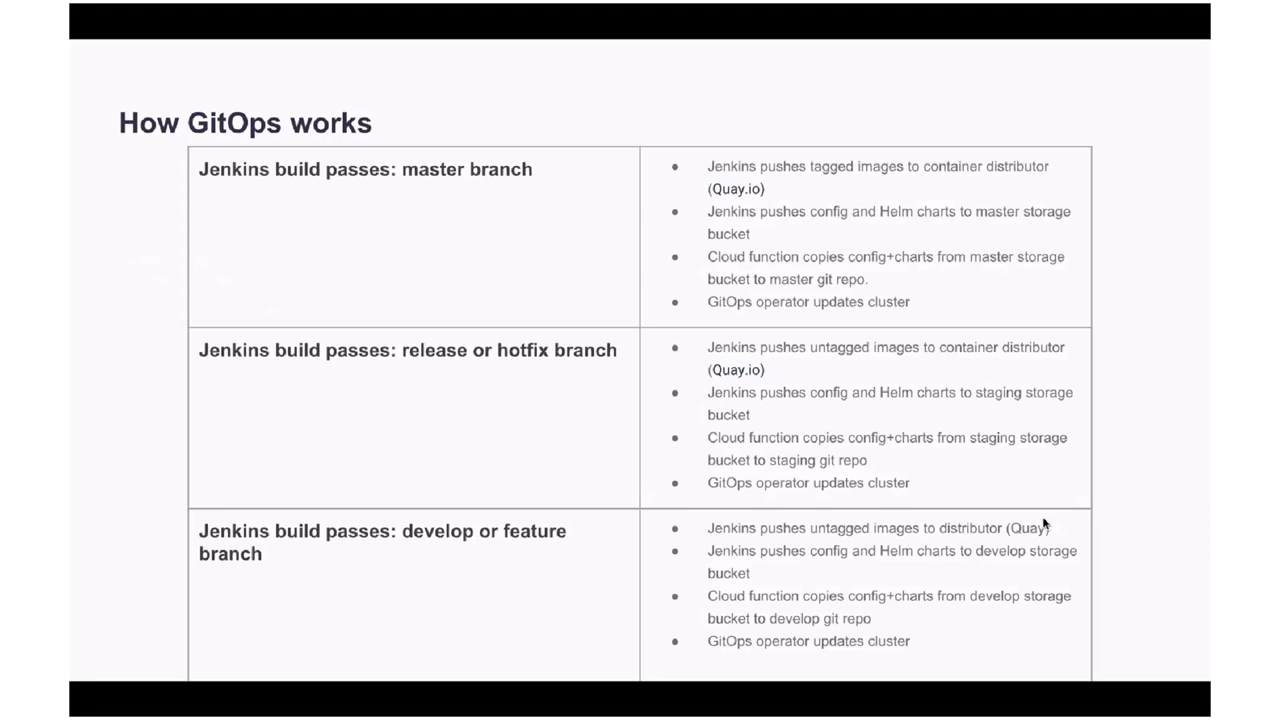 How GitOps works
Jenkins build passes: master branch
Jenkins pushes tagged images to container distributor
(Quay.io)
Jenkins pushes config and Helm charts to master storage
bucket
Cloud function copies config+charts from master storage
bucket to master git repo.
GitOps operator updates cluster
Jenkins build passes: release or hotfix branch
Jenkins pushes untagged images to container distributor
(Quay.io)
Jenkins pushes config and Helm charts to staging storage
bucket
Cloud function copies config+charts from staging storage
bucket to staging git repo
GitOps operator updates cluster
Jenkins build passes: develop or feature
branch
Jenkins pushes untagged images to distributor (Quay)
Jenkins pushes config and Helm charts to develop storage
bucket
Cloud function copies config+charts from develop storage
bucket to develop git repo
GitOps operator updates cluster